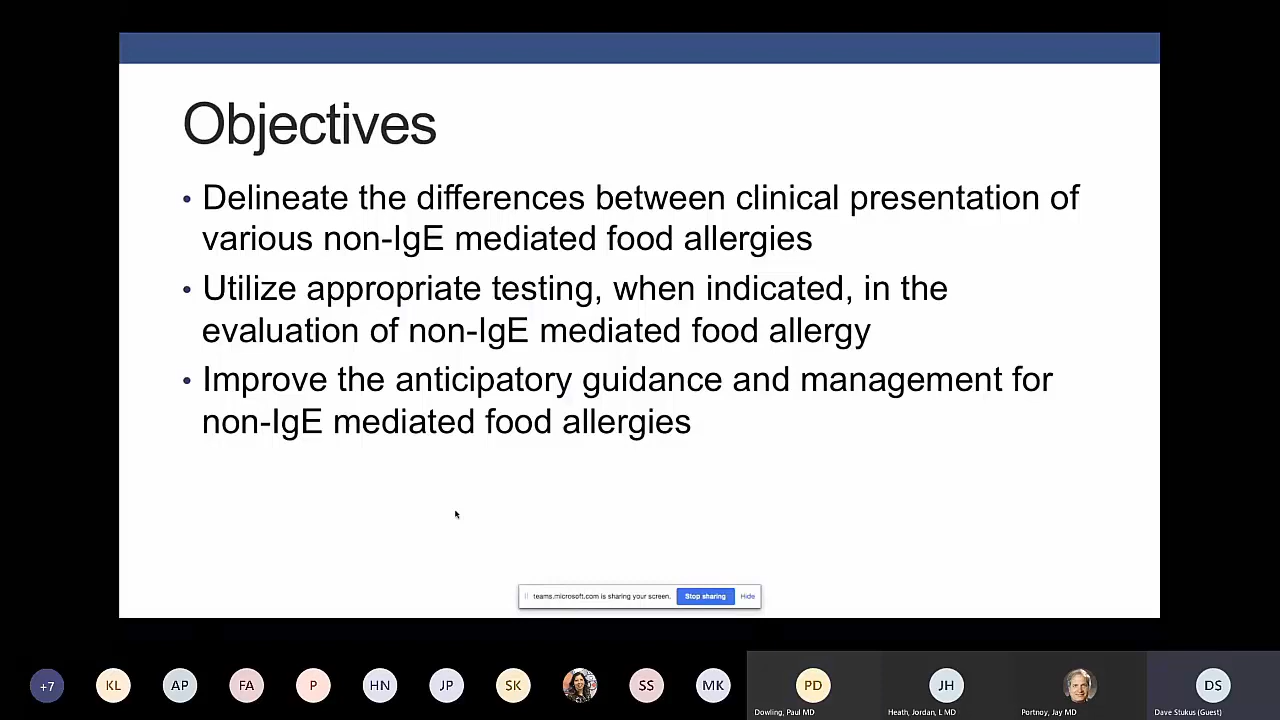 Objectives
• Delineate the differences between clinical presentation of
various non-IgE mediated food allergies
• Utilize appropriate testing, when indicated, in the
evaluation of non-IgE mediated food allergy
• Improve the anticipatory guidance and management for
non-IgE mediated food allergies
teams.microsoft.com is sharing your screen. Stop sharing Hide
+7 KL AP FA P HN JP SK SS MK PD JH DS
Dowling, Paul MD Heath, Jordan, L MD Portnoy, Jay MD Dave Stukus (Guest)